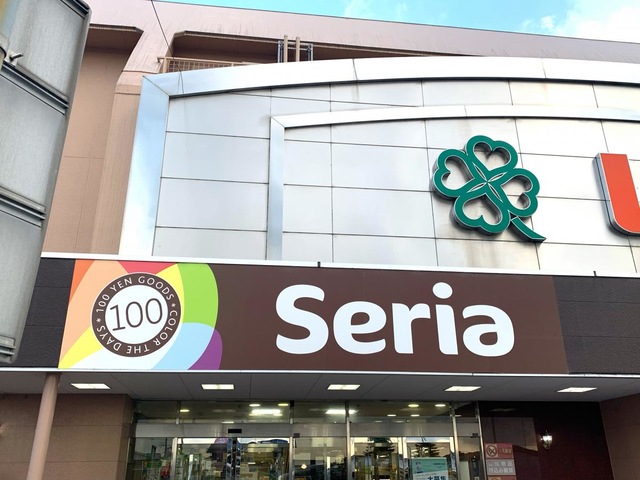 100 YEN GOODS
100
COLOR THE DAYS
Seria